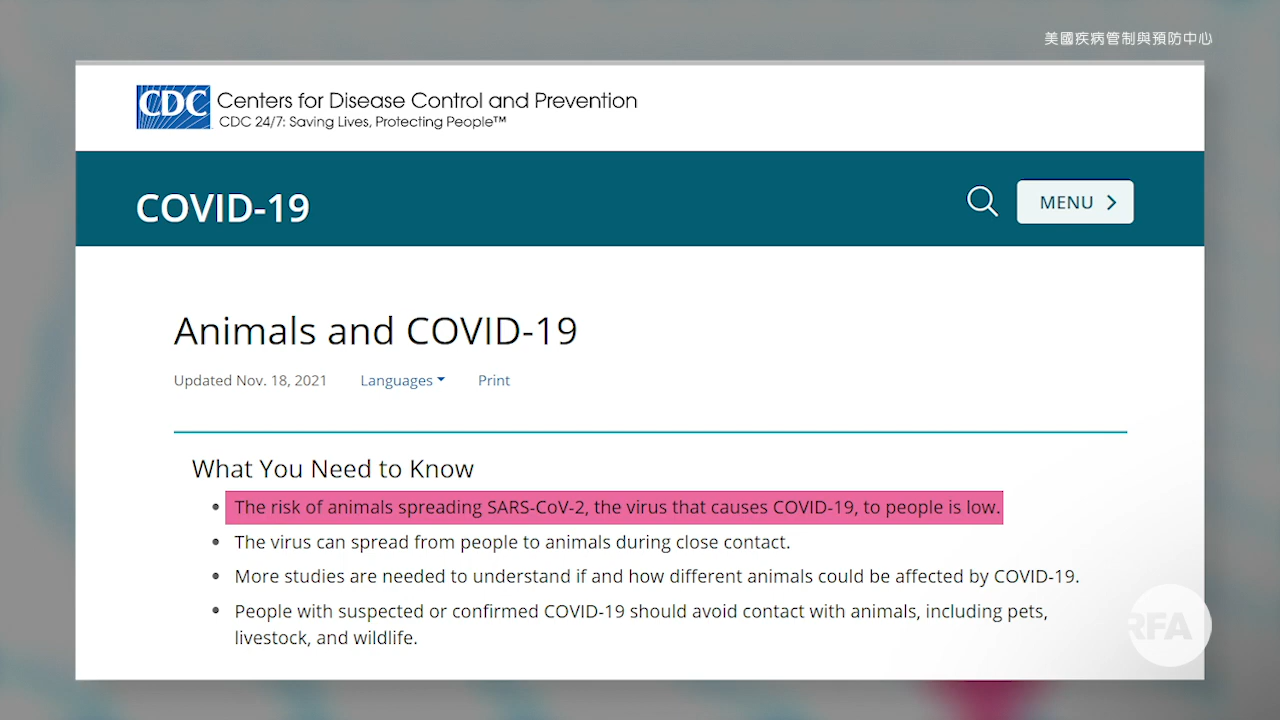 美國疾病管制與預防中心
CDC Centers for Disease Control and Prevention
CDC 24/7: Saving Lives, Protecting People™
COVID-19
MENU
Animals and COVID-19
Updated Nov. 18, 2021 Languages Print
What You Need to Know
• The risk of animals spreading SARS-CoV-2, the virus that causes COVID-19, to people is low.
• The virus can spread from people to animals during close contact.
• More studies are needed to understand if and how different animals could be affected by COVID-19.
• People with suspected or confirmed COVID-19 should avoid contact with animals, including pets,
livestock, and wildlife.
RFA